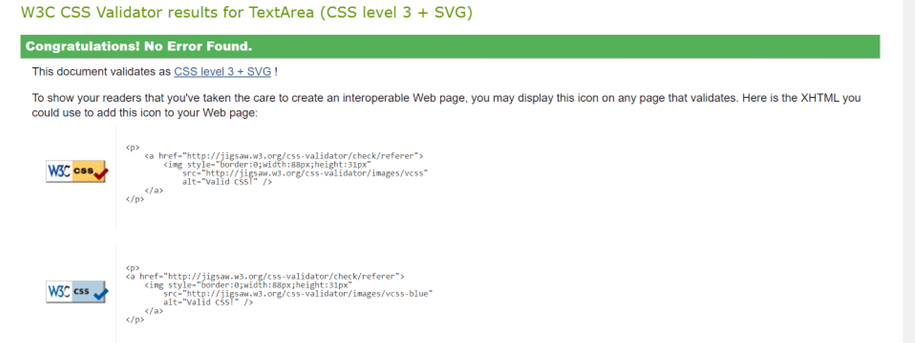 W3C CSS Validator results for TextArea (CSS level 3 + SVG)
Congratulations! No Error Found.
This document validates as CSS level 3 + SVG !
To show your readers that you've taken the care to create an interoperable Web page, you may display this icon on any page that validates. Here is the XHTML you
could use to add this icon to your Web page:
<p>
<a href="http://jigsaw.w3.org/css-validator/check/referer">
<img style="border:0;width:88px;height:31px"
src="http://jigsaw.w3.org/css-validator/images/vcss"
alt="Valid CSS!" />
</a>
</p>
W3C css
<p>
<a href="http://jigsaw.w3.org/css-validator/check/referer">
<img style="border:0;width:88px;height:31px"
src="http://jigsaw.w3.org/css-validator/images/vcss-blue"
alt="Valid CSS!" />
</a>
</p>
W3C css